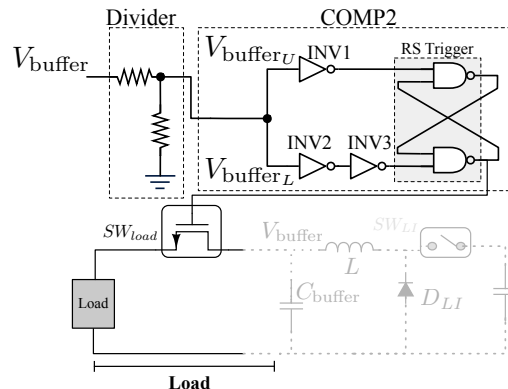 Divider COMP2
V_buffer
V_buffer_U INV1
RS Trigger
INV2 INV3
V_buffer_L
SW_load
V_buffer
SW_LI
L
Load
C_buffer
D_LI
Load